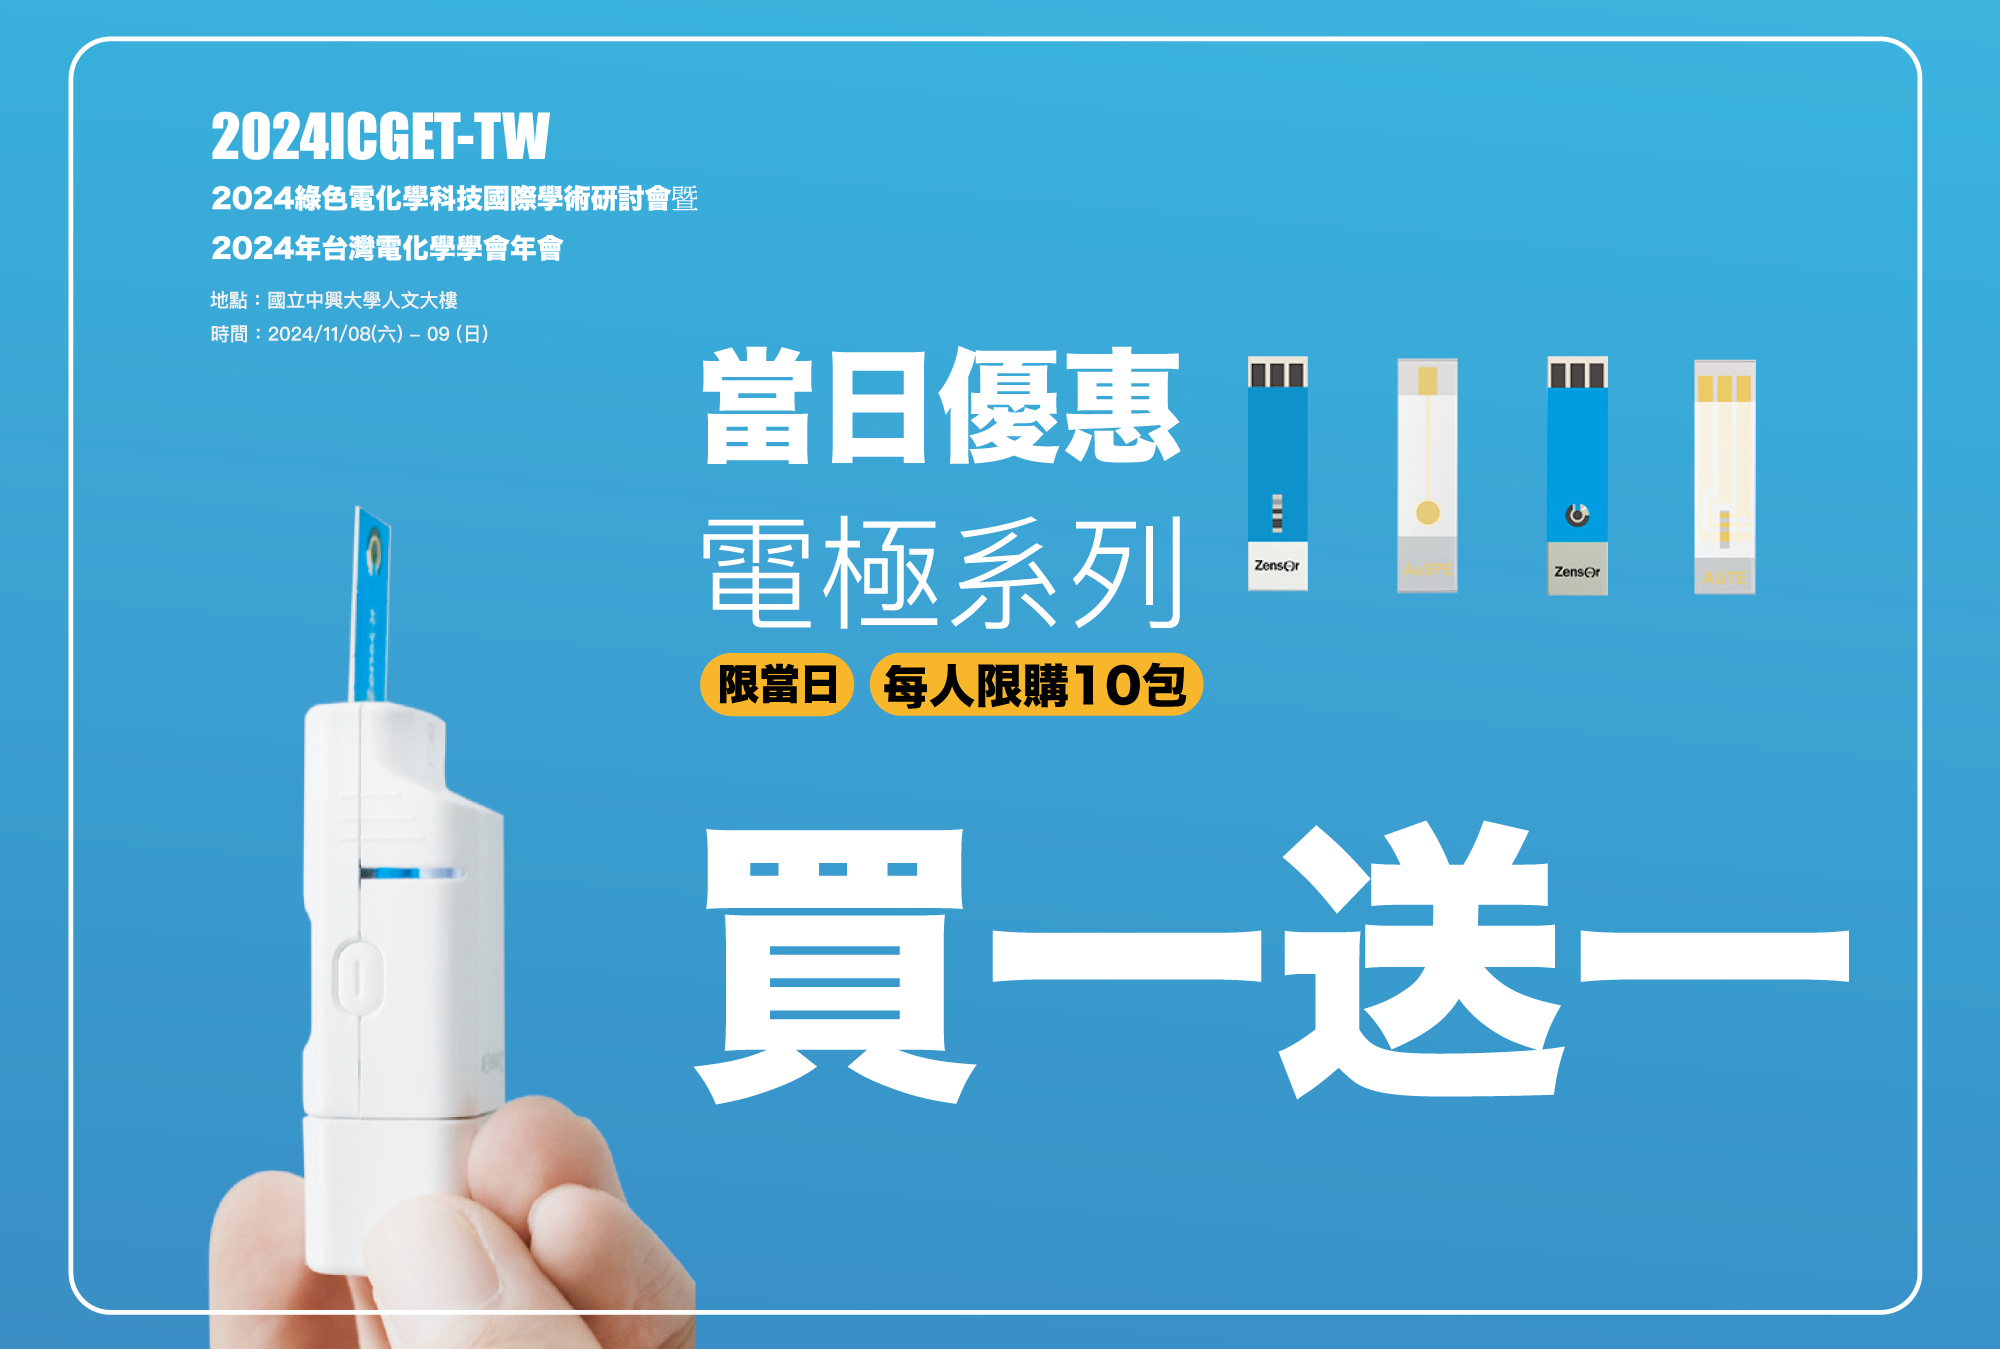 2024ICGET-TW
2024綠色電化學科技國際學術研討會暨
2024年台灣電化學學會年會
地點：國立中興大學人文大樓
時間：2024/11/08(六) – 09 (日)
當日優惠
電極系列
限當日 每人限購10包
買一送一
Zensor
AuSPE
Zensor
AUTE
Zensor